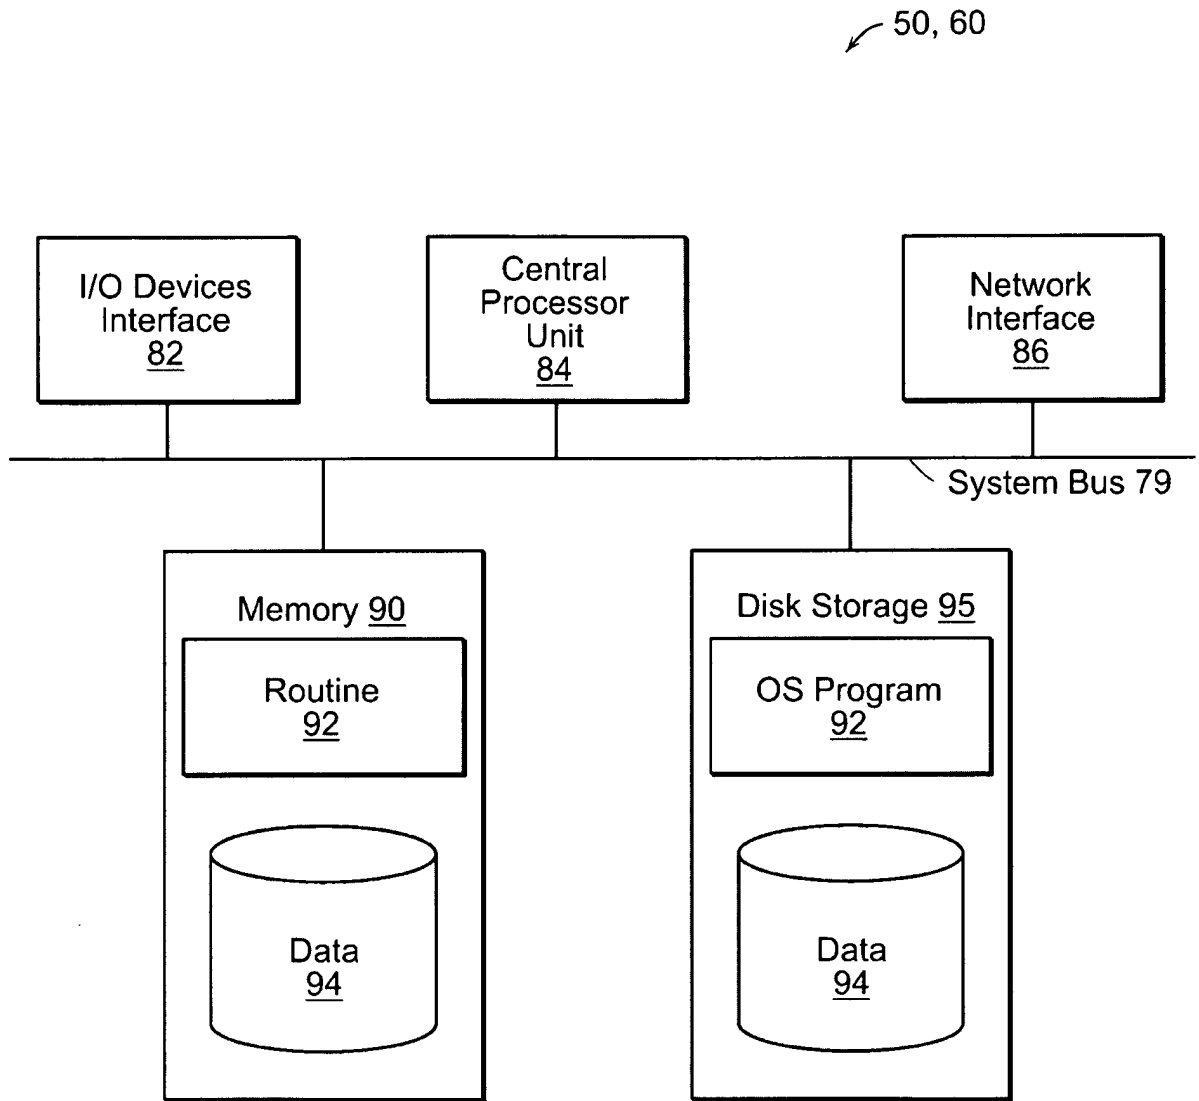 50, 60
I/O Devices
Interface
82
Central
Processor
Unit
84
Network
Interface
86
System Bus 79
Memory 90
Routine
92
Data
94
Disk Storage 95
OS Program
92
Data
94